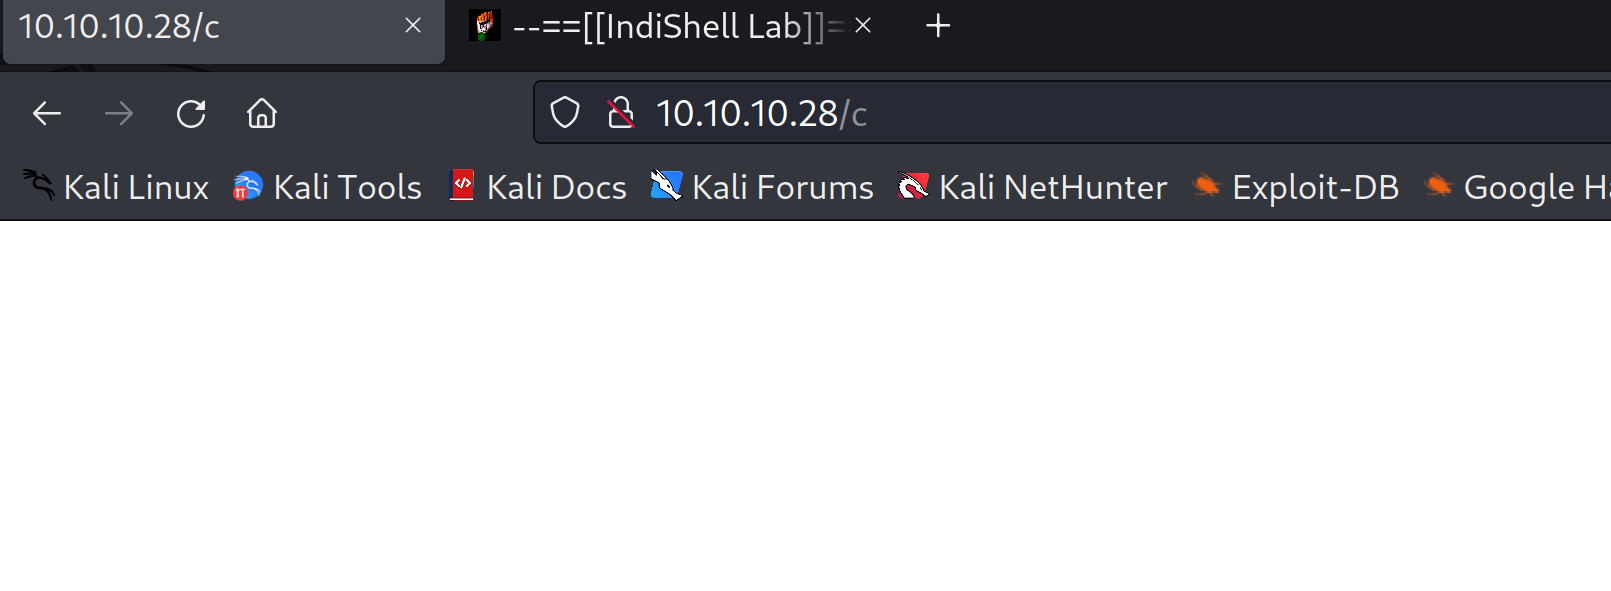 10.10.10.28/c --==[[IndiShell Lab]]=
10.10.10.28/c
Kali Linux Kali Tools Kali Docs Kali Forums Kali NetHunter Exploit-DB Google Ha